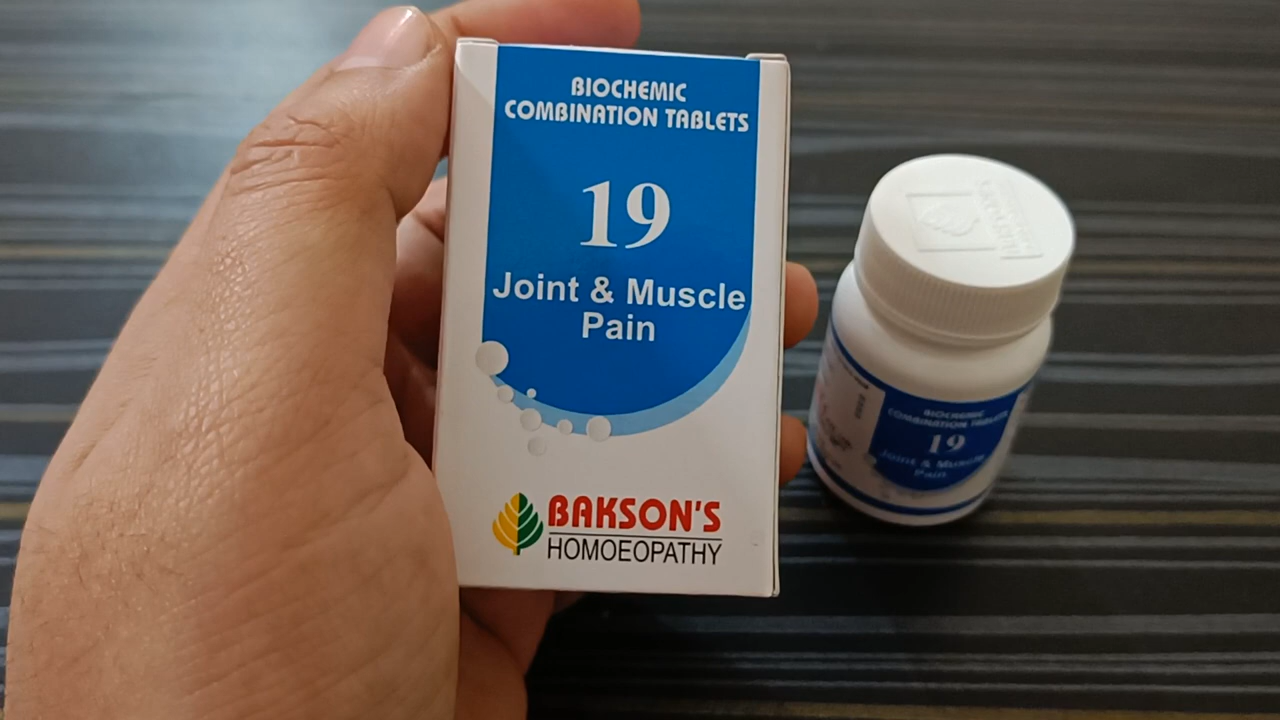 BIOCHEMIC
COMBINATION TABLETS
19
Joint & Muscle
Pain
BAKSON'S
HOMOEOPATHY
BIOCHEMIC
COMBINATION TABLETS
19
Joint & Muscle
Pain